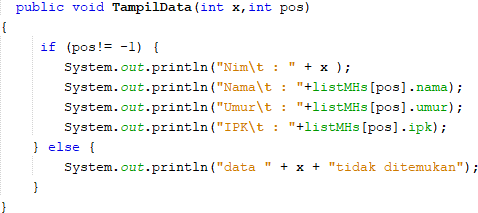 public void TampilData(int x,int pos)
{
if (pos!= -1) {
System.out.println("Nim\t : " + x );
System.out.println("Nama\t : "+listMHs[pos].nama);
System.out.println("Umur\t : "+listMHs[pos].umur);
System.out.println("IPK\t : "+listMHs[pos].ipk);
} else {
System.out.println("data " + x + "tidak ditemukan");
}
}